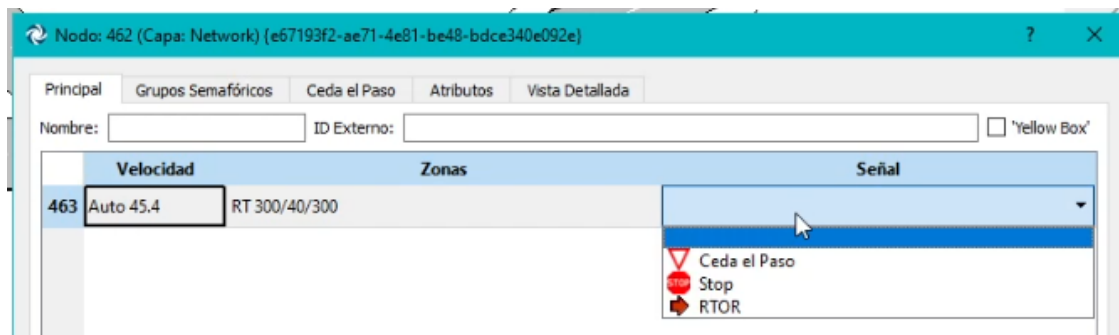 Nodo: 462 (Capa: Network) {e67193f2-ae71-4e81-be48-bdce340e092e} ? ×
Principal Grupos Semafóricos Ceda el Paso Atributos Vista Detallada
Nombre: ID Externo: 'Yellow Box'
Velocidad Zonas Señal
463 Auto 45.4 RT 300/40/300
Ceda el Paso
STOP Stop
RTOR